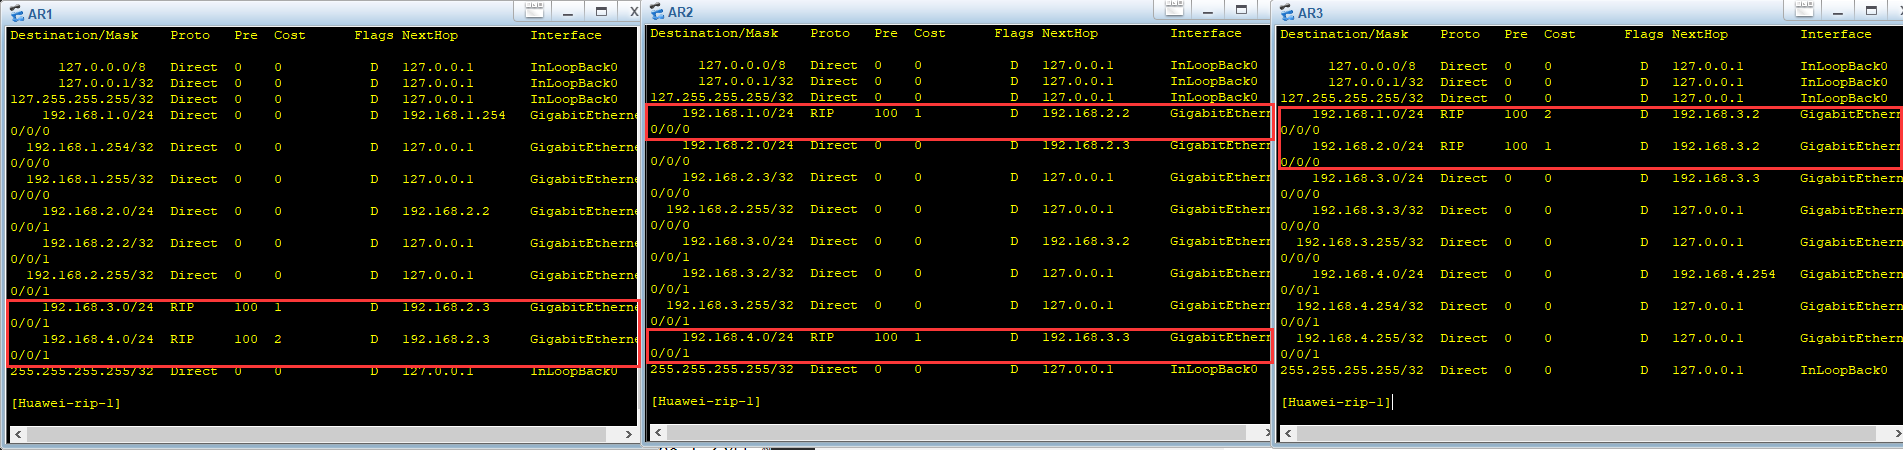 AR1
Destination/Mask Proto Pre Cost Flags NextHop Interface
127.0.0.0/8 Direct 0 0 D 127.0.0.1 InLoopBack0
127.0.0.1/32 Direct 0 0 D 127.0.0.1 InLoopBack0
127.255.255.255/32 Direct 0 0 D 127.0.0.1 InLoopBack0
192.168.1.0/24 Direct 0 0 D 192.168.1.254 GigabitEtherne
0/0/0
192.168.1.254/32 Direct 0 0 D 127.0.0.1 GigabitEtherne
0/0/0
192.168.1.255/32 Direct 0 0 D 127.0.0.1 GigabitEtherne
0/0/0
192.168.2.0/24 Direct 0 0 D 192.168.2.2 GigabitEtherne
0/0/1
192.168.2.2/32 Direct 0 0 D 127.0.0.1 GigabitEtherne
0/0/1
192.168.2.255/32 Direct 0 0 D 127.0.0.1 GigabitEtherne
0/0/1
192.168.3.0/24 RIP 100 1 D 192.168.2.3 GigabitEtherne
0/0/1
192.168.4.0/24 RIP 100 2 D 192.168.2.3 GigabitEtherne
0/0/1
255.255.255.255/32 Direct 0 0 D 127.0.0.1 InLoopBack0
[Huawei-rip-1]
AR2
Destination/Mask Proto Pre Cost Flags NextHop Interface
127.0.0.0/8 Direct 0 0 D 127.0.0.1 InLoopBack0
127.0.0.1/32 Direct 0 0 D 127.0.0.1 InLoopBack0
127.255.255.255/32 Direct 0 0 D 127.0.0.1 InLoopBack0
192.168.1.0/24 RIP 100 1 D 192.168.2.2 GigabitEthern
0/0/0
192.168.2.0/24 Direct 0 0 D 192.168.2.3 GigabitEthern
0/0/0
192.168.2.3/32 Direct 0 0 D 127.0.0.1 GigabitEthern
0/0/0
192.168.2.255/32 Direct 0 0 D 127.0.0.1 GigabitEthern
0/0/0
192.168.3.0/24 Direct 0 0 D 192.168.3.2 GigabitEthern
0/0/1
192.168.3.2/32 Direct 0 0 D 127.0.0.1 GigabitEthern
0/0/1
192.168.3.255/32 Direct 0 0 D 127.0.0.1 GigabitEthern
0/0/1
192.168.4.0/24 RIP 100 1 D 192.168.3.3 GigabitEthern
0/0/1
255.255.255.255/32 Direct 0 0 D 127.0.0.1 InLoopBack0
[Huawei-rip-1]
AR3
Destination/Mask Proto Pre Cost Flags NextHop Interface
127.0.0.0/8 Direct 0 0 D 127.0.0.1 InLoopBack0
127.0.0.1/32 Direct 0 0 D 127.0.0.1 InLoopBack0
127.255.255.255/32 Direct 0 0 D 127.0.0.1 InLoopBack0
192.168.1.0/24 RIP 100 2 D 192.168.3.2 GigabitEthern
0/0/0
192.168.2.0/24 RIP 100 1 D 192.168.3.2 GigabitEthern
0/0/0
192.168.3.0/24 Direct 0 0 D 192.168.3.3 GigabitEthern
0/0/0
192.168.3.3/32 Direct 0 0 D 127.0.0.1 GigabitEthern
0/0/0
192.168.3.255/32 Direct 0 0 D 127.0.0.1 GigabitEthern
0/0/0
192.168.4.0/24 Direct 0 0 D 192.168.4.254 GigabitEthern
0/0/1
192.168.4.254/32 Direct 0 0 D 127.0.0.1 GigabitEthern
0/0/1
192.168.4.255/32 Direct 0 0 D 127.0.0.1 GigabitEthern
0/0/1
255.255.255.255/32 Direct 0 0 D 127.0.0.1 InLoopBack0
[Huawei-rip-1]